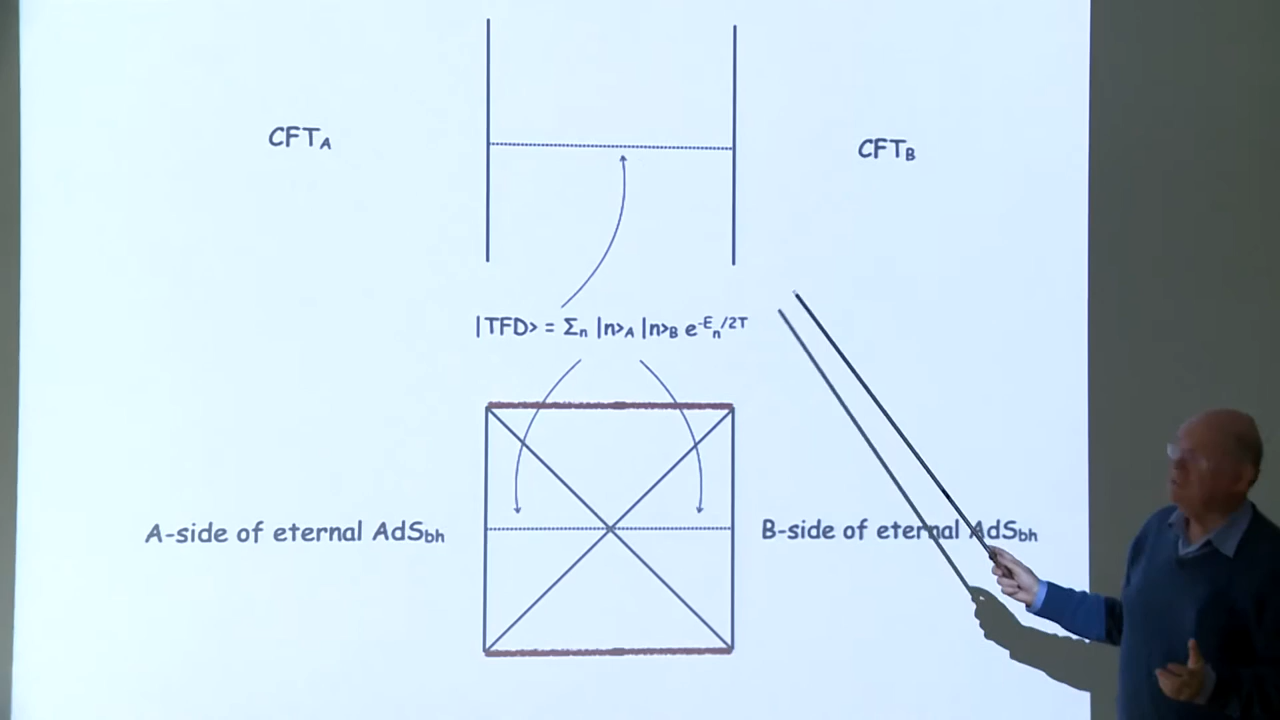 CFT_A
CFT_B
|TFD> = Σ_n |n>_A |n>_B e^{-E_n/2T}
A-side of eternal AdS_bh
B-side of eternal AdS_bh